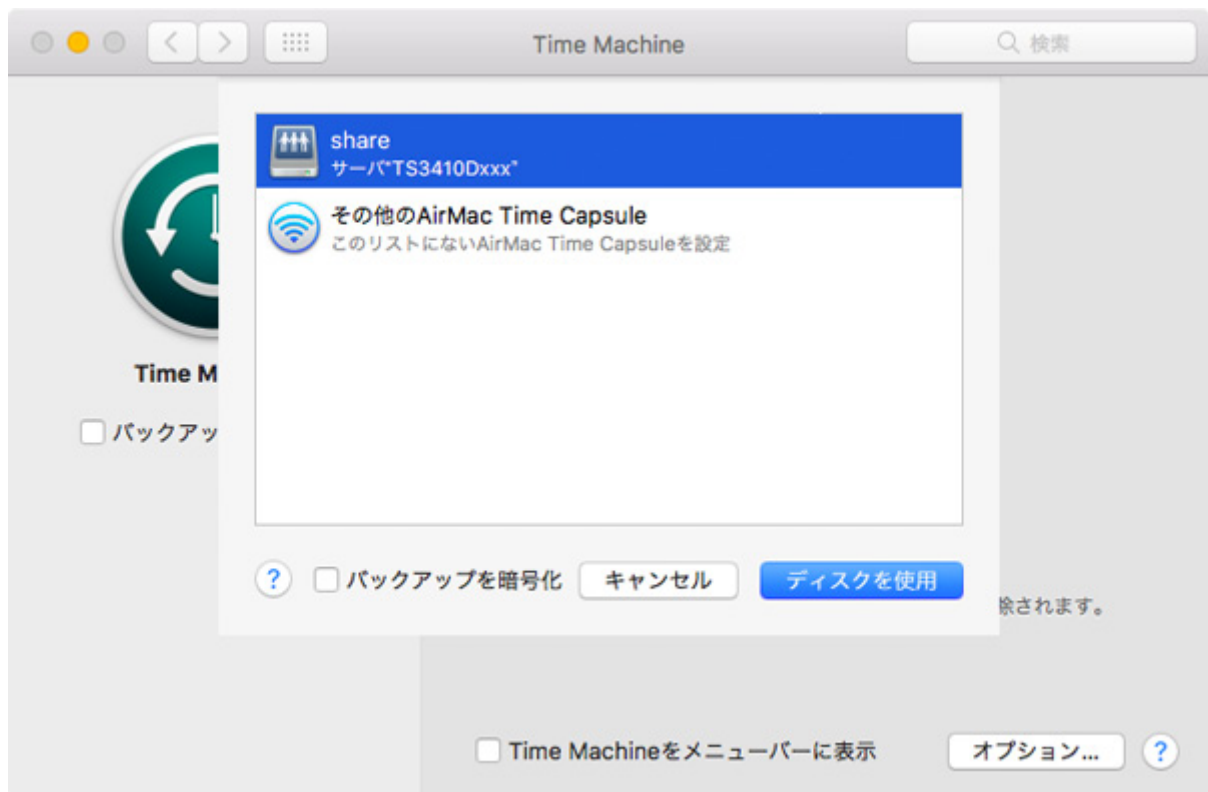 Time Machine
検索
share
サーバ"TS3410Dxxx"
その他のAirMac Time Capsule
このリストにないAirMac Time Capsuleを設定
Time M
バックアッ
? バックアップを暗号化 キャンセル ディスクを使用
除されます。
Time Machineをメニューバーに表示 オプション... ?